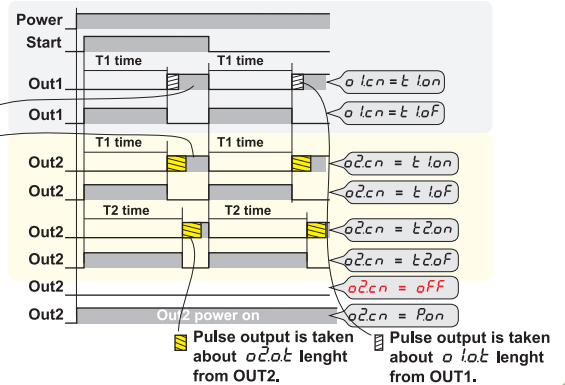 Power
Start
T1 time T1 time
Out1 o1.cn = t1.on
Out1 o1.cn = t1.oF
T1 time T1 time
Out2 o2.cn = t1.on
Out2 o2.cn = t1.oF
T2 time T2 time
Out2 o2.cn = t2.on
Out2 o2.cn = t2.oF
Out2 o2.cn = oFF
Out2 Out2 power on o2.cn = P.on
Pulse output is taken
about o2.o.t lenght
from OUT2.
Pulse output is taken
about o1.o.t lenght
from OUT1.